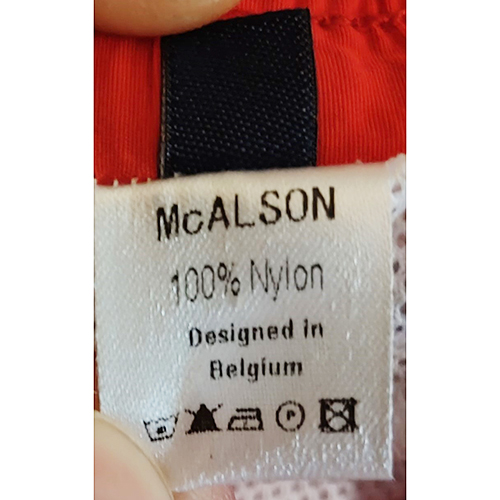 McALSON
100% Nylon
Designed in
Belgium
P